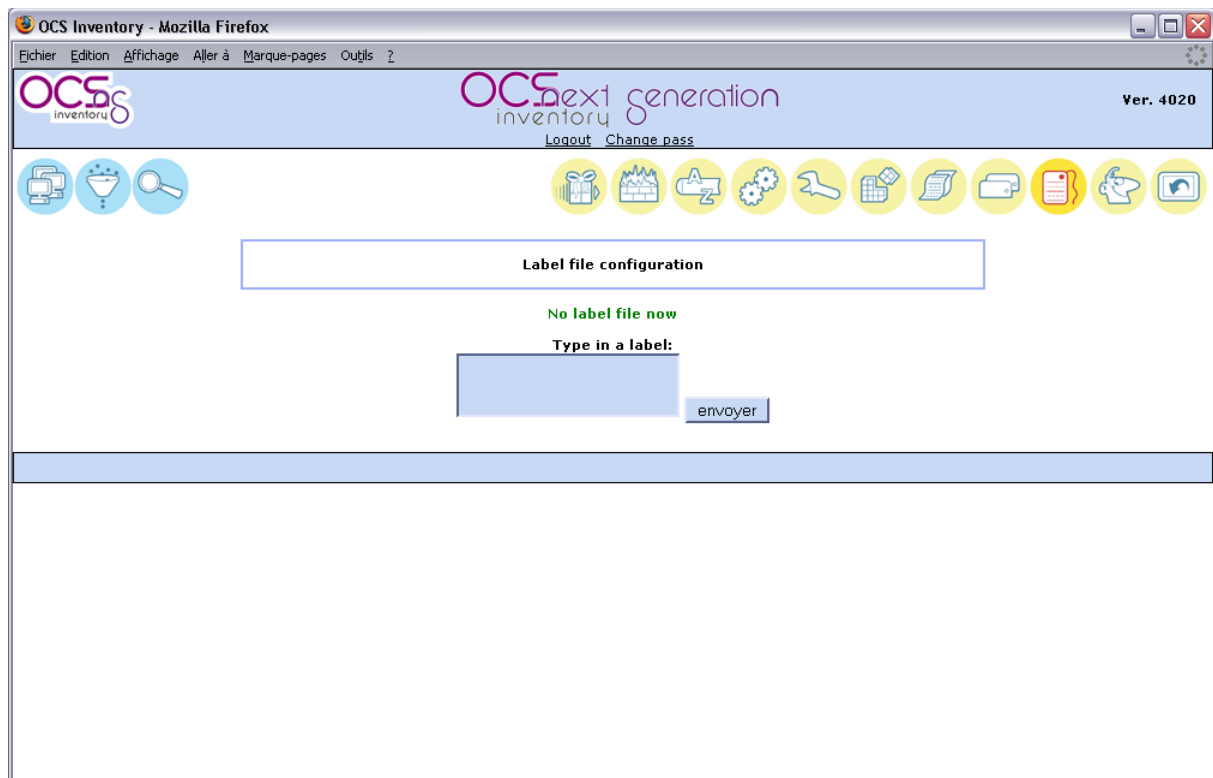 OCS Inventory - Mozilla Firefox
Fichier Edition Affichage Aller à Marque-pages Outils ?
OCS ng
inventory
OCS next generation
inventory
Ver. 4020
Logout Change pass
A
Z
Label file configuration
No label file now
Type in a label:
envoyer